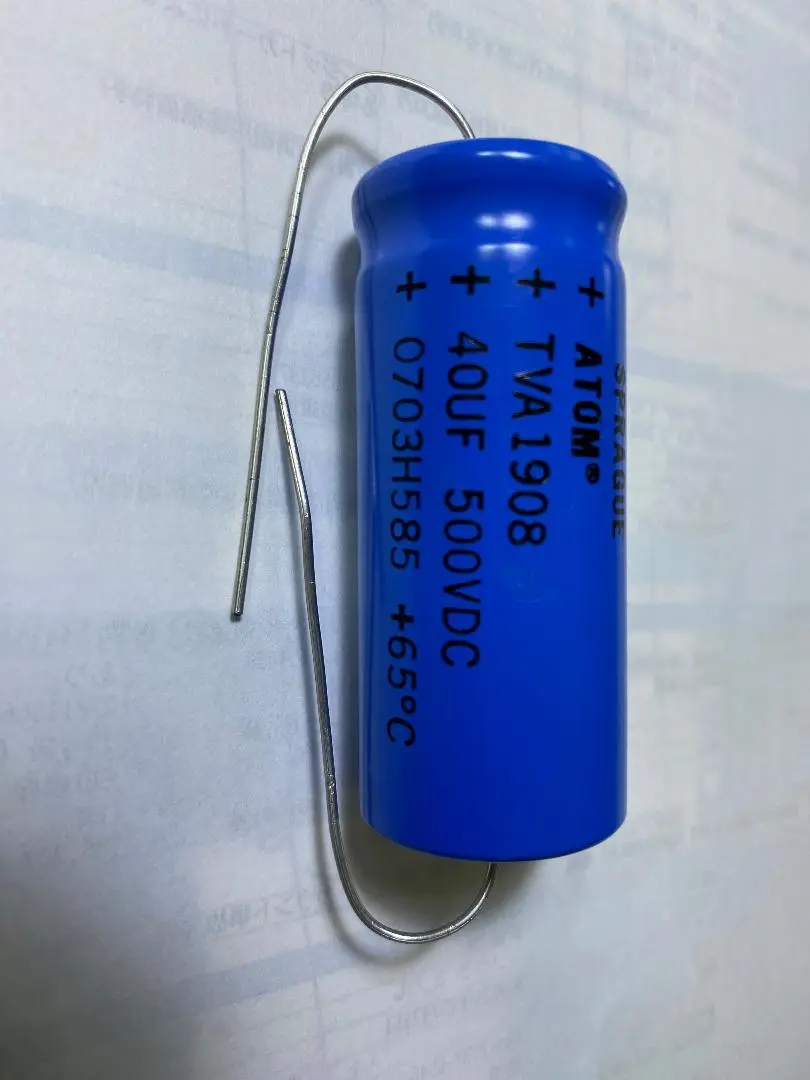 SPRAGUE
+ ATOM®
+ TVA1908
+ 40UF 500VDC
+ 0703H585 +65°C